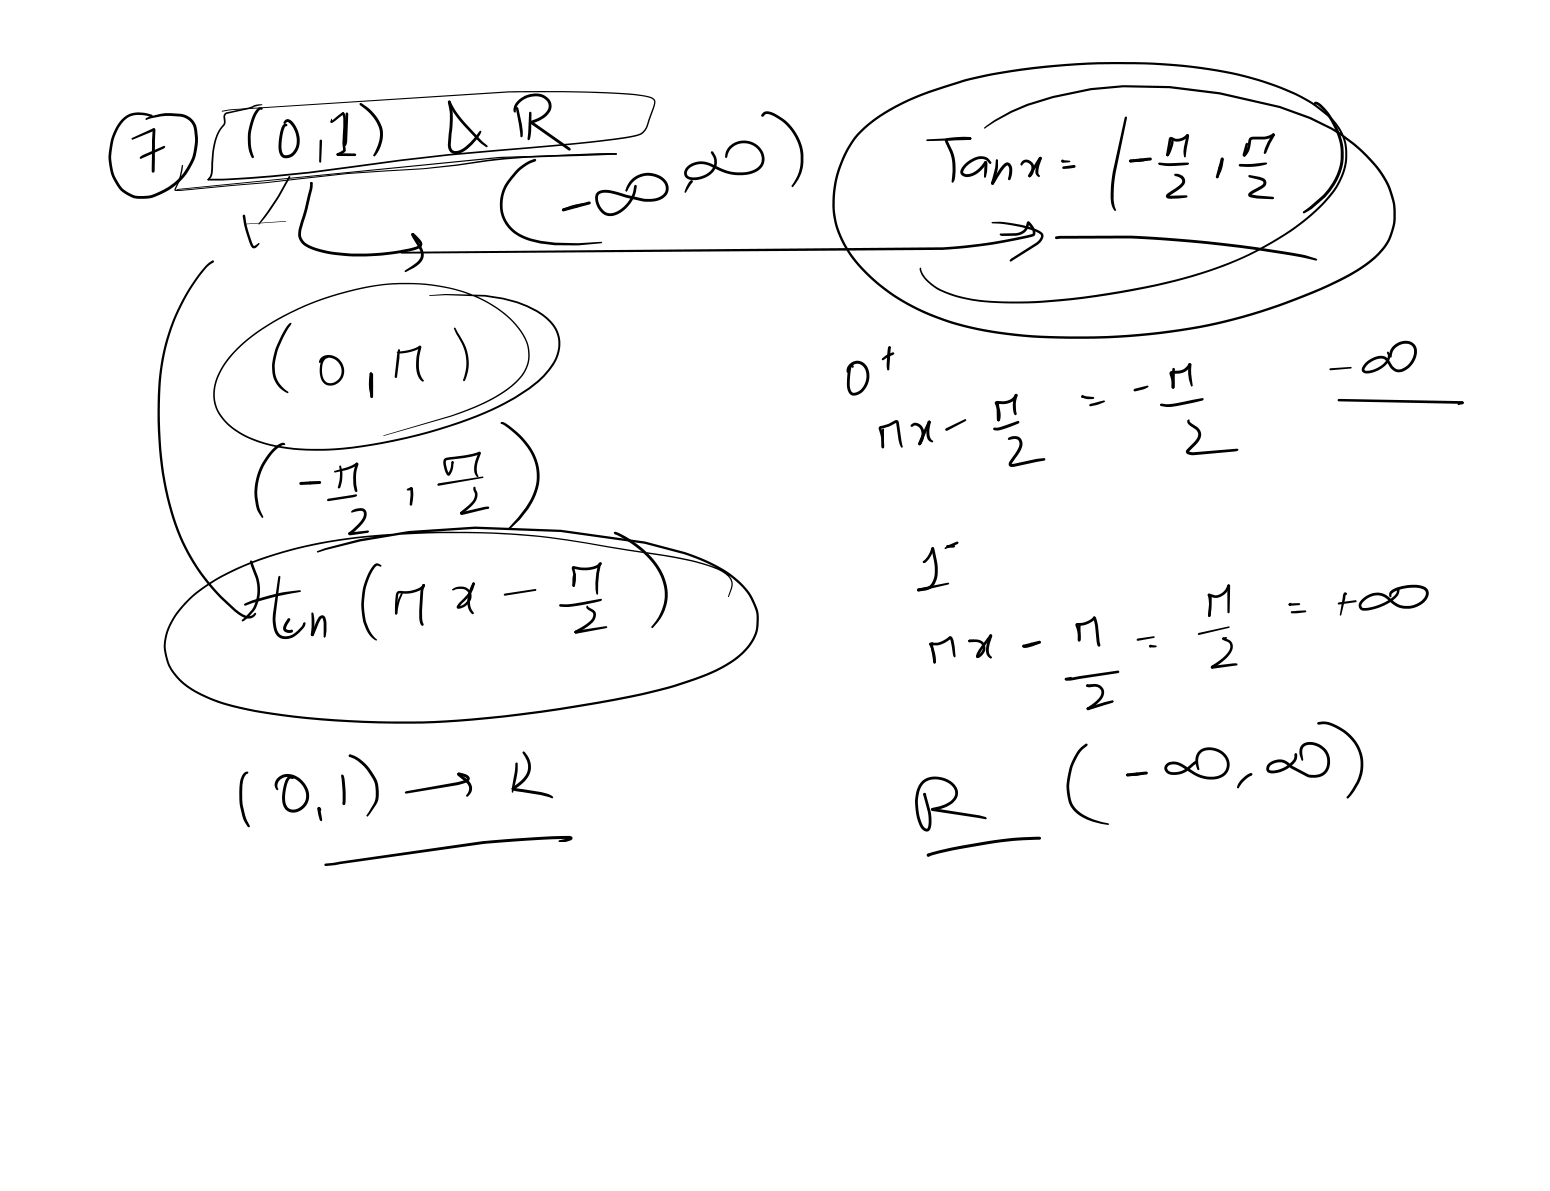 7 (0,1) & R
(-∞,∞)
Tanx = (-π/2, π/2)
(0,π)
(-π/2, π/2)
tan (πx - π/2)
(0,1) → R
0⁺
πx - π/2 = -π/2 -∞
1⁻
πx - π/2 = π/2 = +∞
R (-∞,∞)